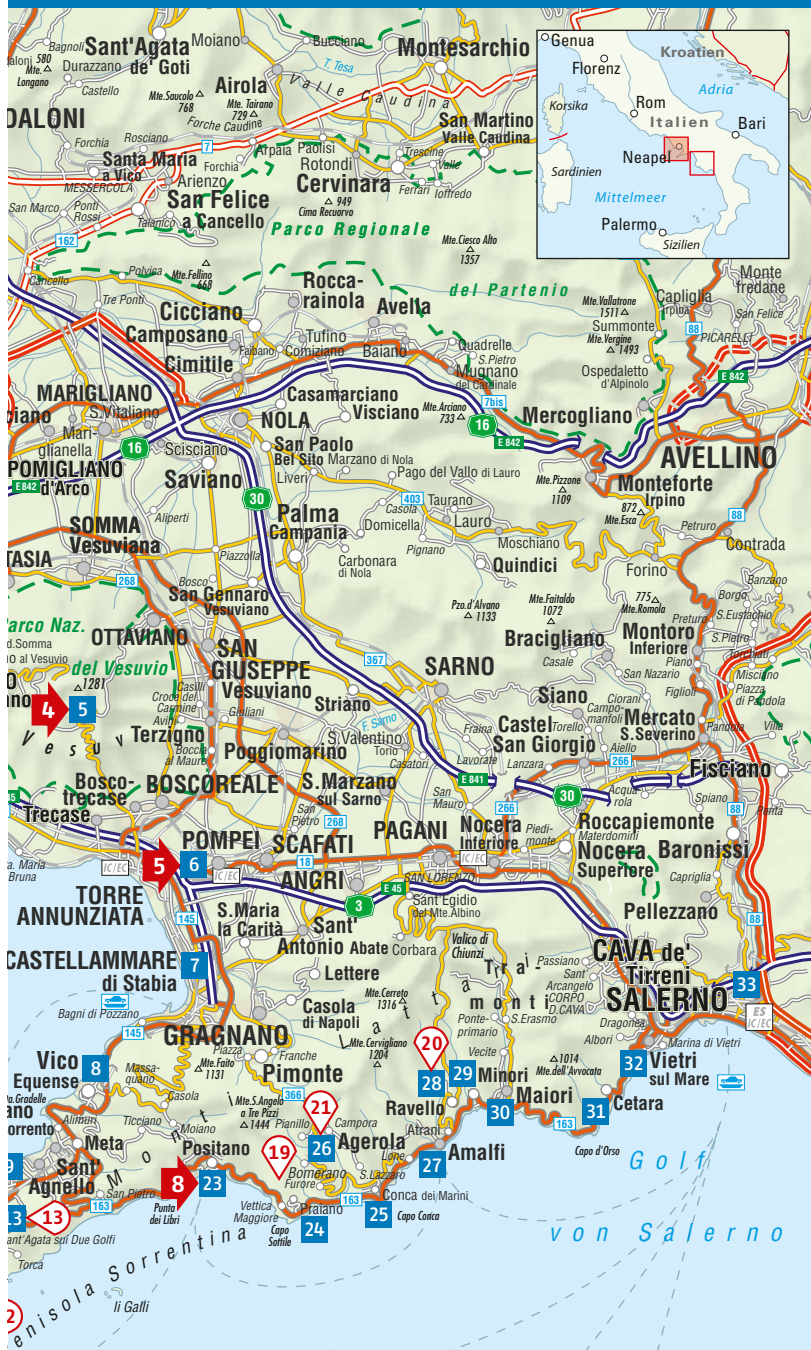 Bagnoli
Moiano
Bucciano
580
Mte.
Longano
Durazzano
Sant'Agata
de' Goti
Castello
Montesarchio
T. Tesa
Airola
Valle Caudina
Mte.Saucolo
768
Mte. Tairano
729
Forche Caudine
DALONI
Forchia
Rosciano
7
Santa Maria
a Vico
MESSERCOLA
Forchia
Arienzo
Arpaia
Paolisi
Rotondi
San Martino
Valle Caudina
Trescine
Valle
Cervinara
Ferrari
Ioffredo
949
Cima Recuorvo
San Marco
Ponti
Rossi
San Felice
a Cancello
Talanico
162
Parco Regionale
del Partenio
Mte.Ciesco Alto
1357
Genua
Florenz
Kroatien
Adria
Korsika
Rom
Italien
Bari
Neapel
Sardinien
Mittelmeer
Palermo
Sizilien
Cancello
Polvica
Mte.Fellino
668
Tre Ponti
Rocca-
rainola
Avella
Cicciano
Camposano
Cimitile
Faibano
Tufino
Comiziano
Baiano
Quadrelle
S.Pietro
Mugnano
del Cardinale
7bis
Mte.Vallatrone
1511
Summonte
Mte.Vergine
1493
Capriglia
Irpina
Monte
fredane
San Felice
88
PICARELLI
Ospedaletto
d'Alpinolo
E 842
MARIGLIANO
S.Vitaliano
ciano
Mari-
glianella
16
Scisciano
Casamarciano
Visciano
Mte.Arciano
733
16
E 842
Mercogliano
NOLA
San Paolo
Bel Sito
Marzano di Nola
Liveri
POMIGLIANO
d'Arco
E842
Saviano
30
Pago del Vallo di Lauro
AVELLINO
Monteforte
Irpino
Mte.Pizzone
1109
872
Mte.Esca
403
Taurano
Casola
Domicella
Lauro
Pignano
Moschiano
Aliperti
Palma
Campania
88
Petruro
Contrada
SOMMA
Vesuviana
TASIA
268
Piazzolla
Carbonara
di Nola
Quindici
Forino
Banzano
Bosco
San Gennaro
Vesuviano
Mte.Faitaldo
1072
Pzo.d'Alvano
1133
775
Mte.Romola
Borgo
S.Eustachio
Preturo
arco Naz.
del Vesuvio
OTTAVIANO
d.Somma
no al Vesuvio
1281
SAN
GIUSEPPE
Vesuviano
367
Bracigliano
Casale
Montoro
Inferiore
S.Pietro
Torchiati
San Nazario
Piano
Misciano
Piazza
di Pandola
SARNO
4
5
Vesuv
Casilli
Croce del
Carmine
Avini
Giuliani
Striano
Siano
Ciorani
Figlioli
F. Sarno
S.Valentino
Torio
Fraina
Castel
San Giorgio
Torello
Campo-
manfoli
Mercato
S.Severino
Pandola
Villa
Terzigno
Boccia
al Mauro
Poggiomarino
Casatori
Lavorate
Lanzara
Aiello
266
Fisciano
Bosco-
trecase
BOSCOREALE
S.Marzano
sul Sarno
E 841
30
Acqua
rola
Trecase
San
Pietro
268
San
Mauro
266
Roccapiemonte
Spiano
Penta
88
5
6
POMPEI
SCAFATI
PAGANI
Nocera
Inferiore
Piedi-
monte
Materdomini
Nocera
Superiore
Baronissi
a. Maria
Bruna
IC/EC
IC/EC
18
IC/EC
TORRE
ANNUNZIATA
ANGRI
3
E 45
SAN LORENZO
Sant'Egidio
del Mte.Albino
Capriglia
Pellezzano
145
S.Maria
la Carità
Sant'
Antonio Abate
Corbara
Valico di
Chiunzi
88
CASTELLAMMARE
di Stabia
7
Lettere
Tra-
monti
Passiano
Sant'
Arcangelo
CORPO
D.CAVA
CAVA de'
Tirreni
SALERNO
33
Bagni di Pozzano
145
Casola
di Napoli
Mte.Cerreto
1316
Ponte-
primario
S.Erasmo
Dragonea
ES
IC/EC
GRAGNANO
Lattari
Albori
Marina di Vietri
Vico
Equense
8
Massa-
quano
Piazza
Franche
Mte.Cervigliano
1204
20
Vecite
1014
Mte.dell'Avvocata
32
Vietri
sul Mare
Mte.Faito
1131
Pimonte
28
29
Minori
Casola
366
21
Ravello
Maiori
Cetara
30
31
ano
orrento
Alimuri
Ticciano
Moiano
Mte.S.Angelo
a Tre Pizzi
1444
Pianillo
Campora
Atrani
163
Capo d'Orso
Meta
Monti
Positano
26
Agerola
Amalfi
Golf
von Salerno
9
Sant'
Agnello
19
Bomerano
Furore
Lone
S.Lazzaro
27
8
23
San Pietro
163
Conca dei Marini
13
13
163
Punta
dei Libri
Vettica
Maggiore
Praiano
24
25
Capo Conca
Capo
Sottile
ant'Agata sui Due Golfi
Torca
enisola Sorrentina
li Galli
2